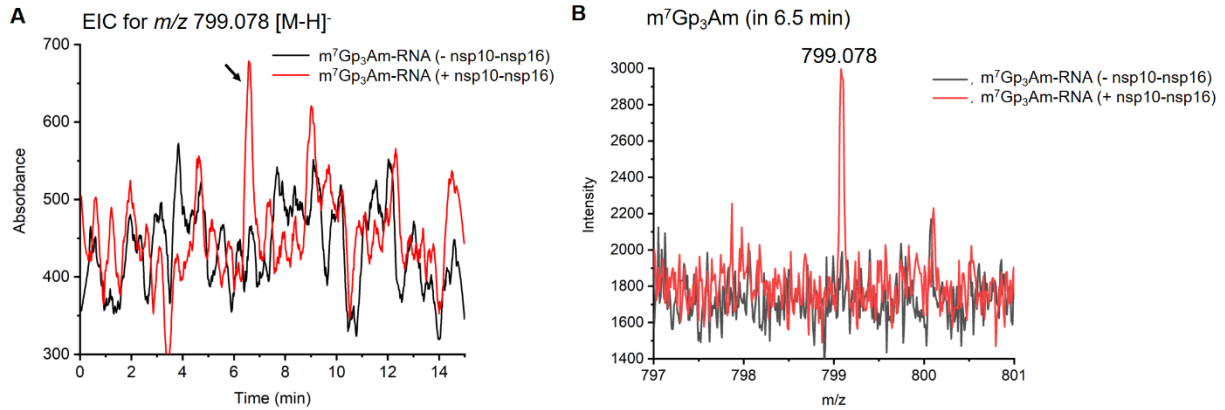 A
EIC for m/z 799.078 [M-H]⁻
700
600
500
400
300
Absorbance
m⁷Gp₃Am-RNA (- nsp10-nsp16)
m⁷Gp₃Am-RNA (+ nsp10-nsp16)
0 2 4 6 8 10 12 14
Time (min)
B
m⁷Gp₃Am (in 6.5 min)
799.078
3000
2800
2600
2400
2200
2000
1800
1600
1400
Intensity
m⁷Gp₃Am-RNA (- nsp10-nsp16)
m⁷Gp₃Am-RNA (+ nsp10-nsp16)
797 798 799 800 801
m/z